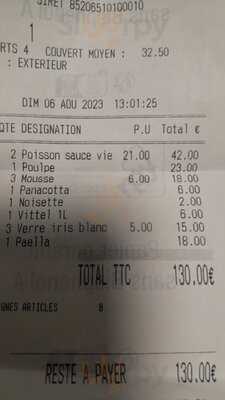 SIRET 85206510100010
1
RTS 4 COUVERT MOYEN : 32.50
: EXTERIEUR
DIM 06 AOU 2023 13:01:25
QTE DESIGNATION P.U Total €
2 Poisson sauce vie 21.00 42.00
1 Poulpe 23.00
3 Mousse 6.00 18.00
1 Panacotta 6.00
1 Noisette 2.00
1 Vittel 1L 6.00
3 Verre iris blanc 5.00 15.00
1 Paella 18.00
TOTAL TTC 130.00€
GNES ARTICLES 8
RESTE A PAYER 130.00€